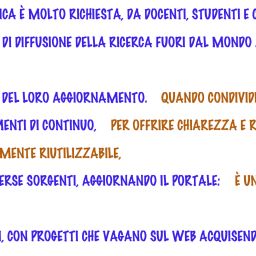 ICA È MOLTO RICHIESTA, DA DOCENTI, STUDENTI E
DI DIFFUSIONE DELLA RICERCA FUORI DAL MONDO
DEL LORO AGGIORNAMENTO. QUANDO CONDIVIDI
MENTI DI CONTINUO, PER OFFRIRE CHIAREZZA E R
MENTE RIUTILIZZABILE,
ERSE SORGENTI, AGGIORNANDO IL PORTALE: È UN
I, CON PROGETTI CHE VAGANO SUL WEB ACQUISEND